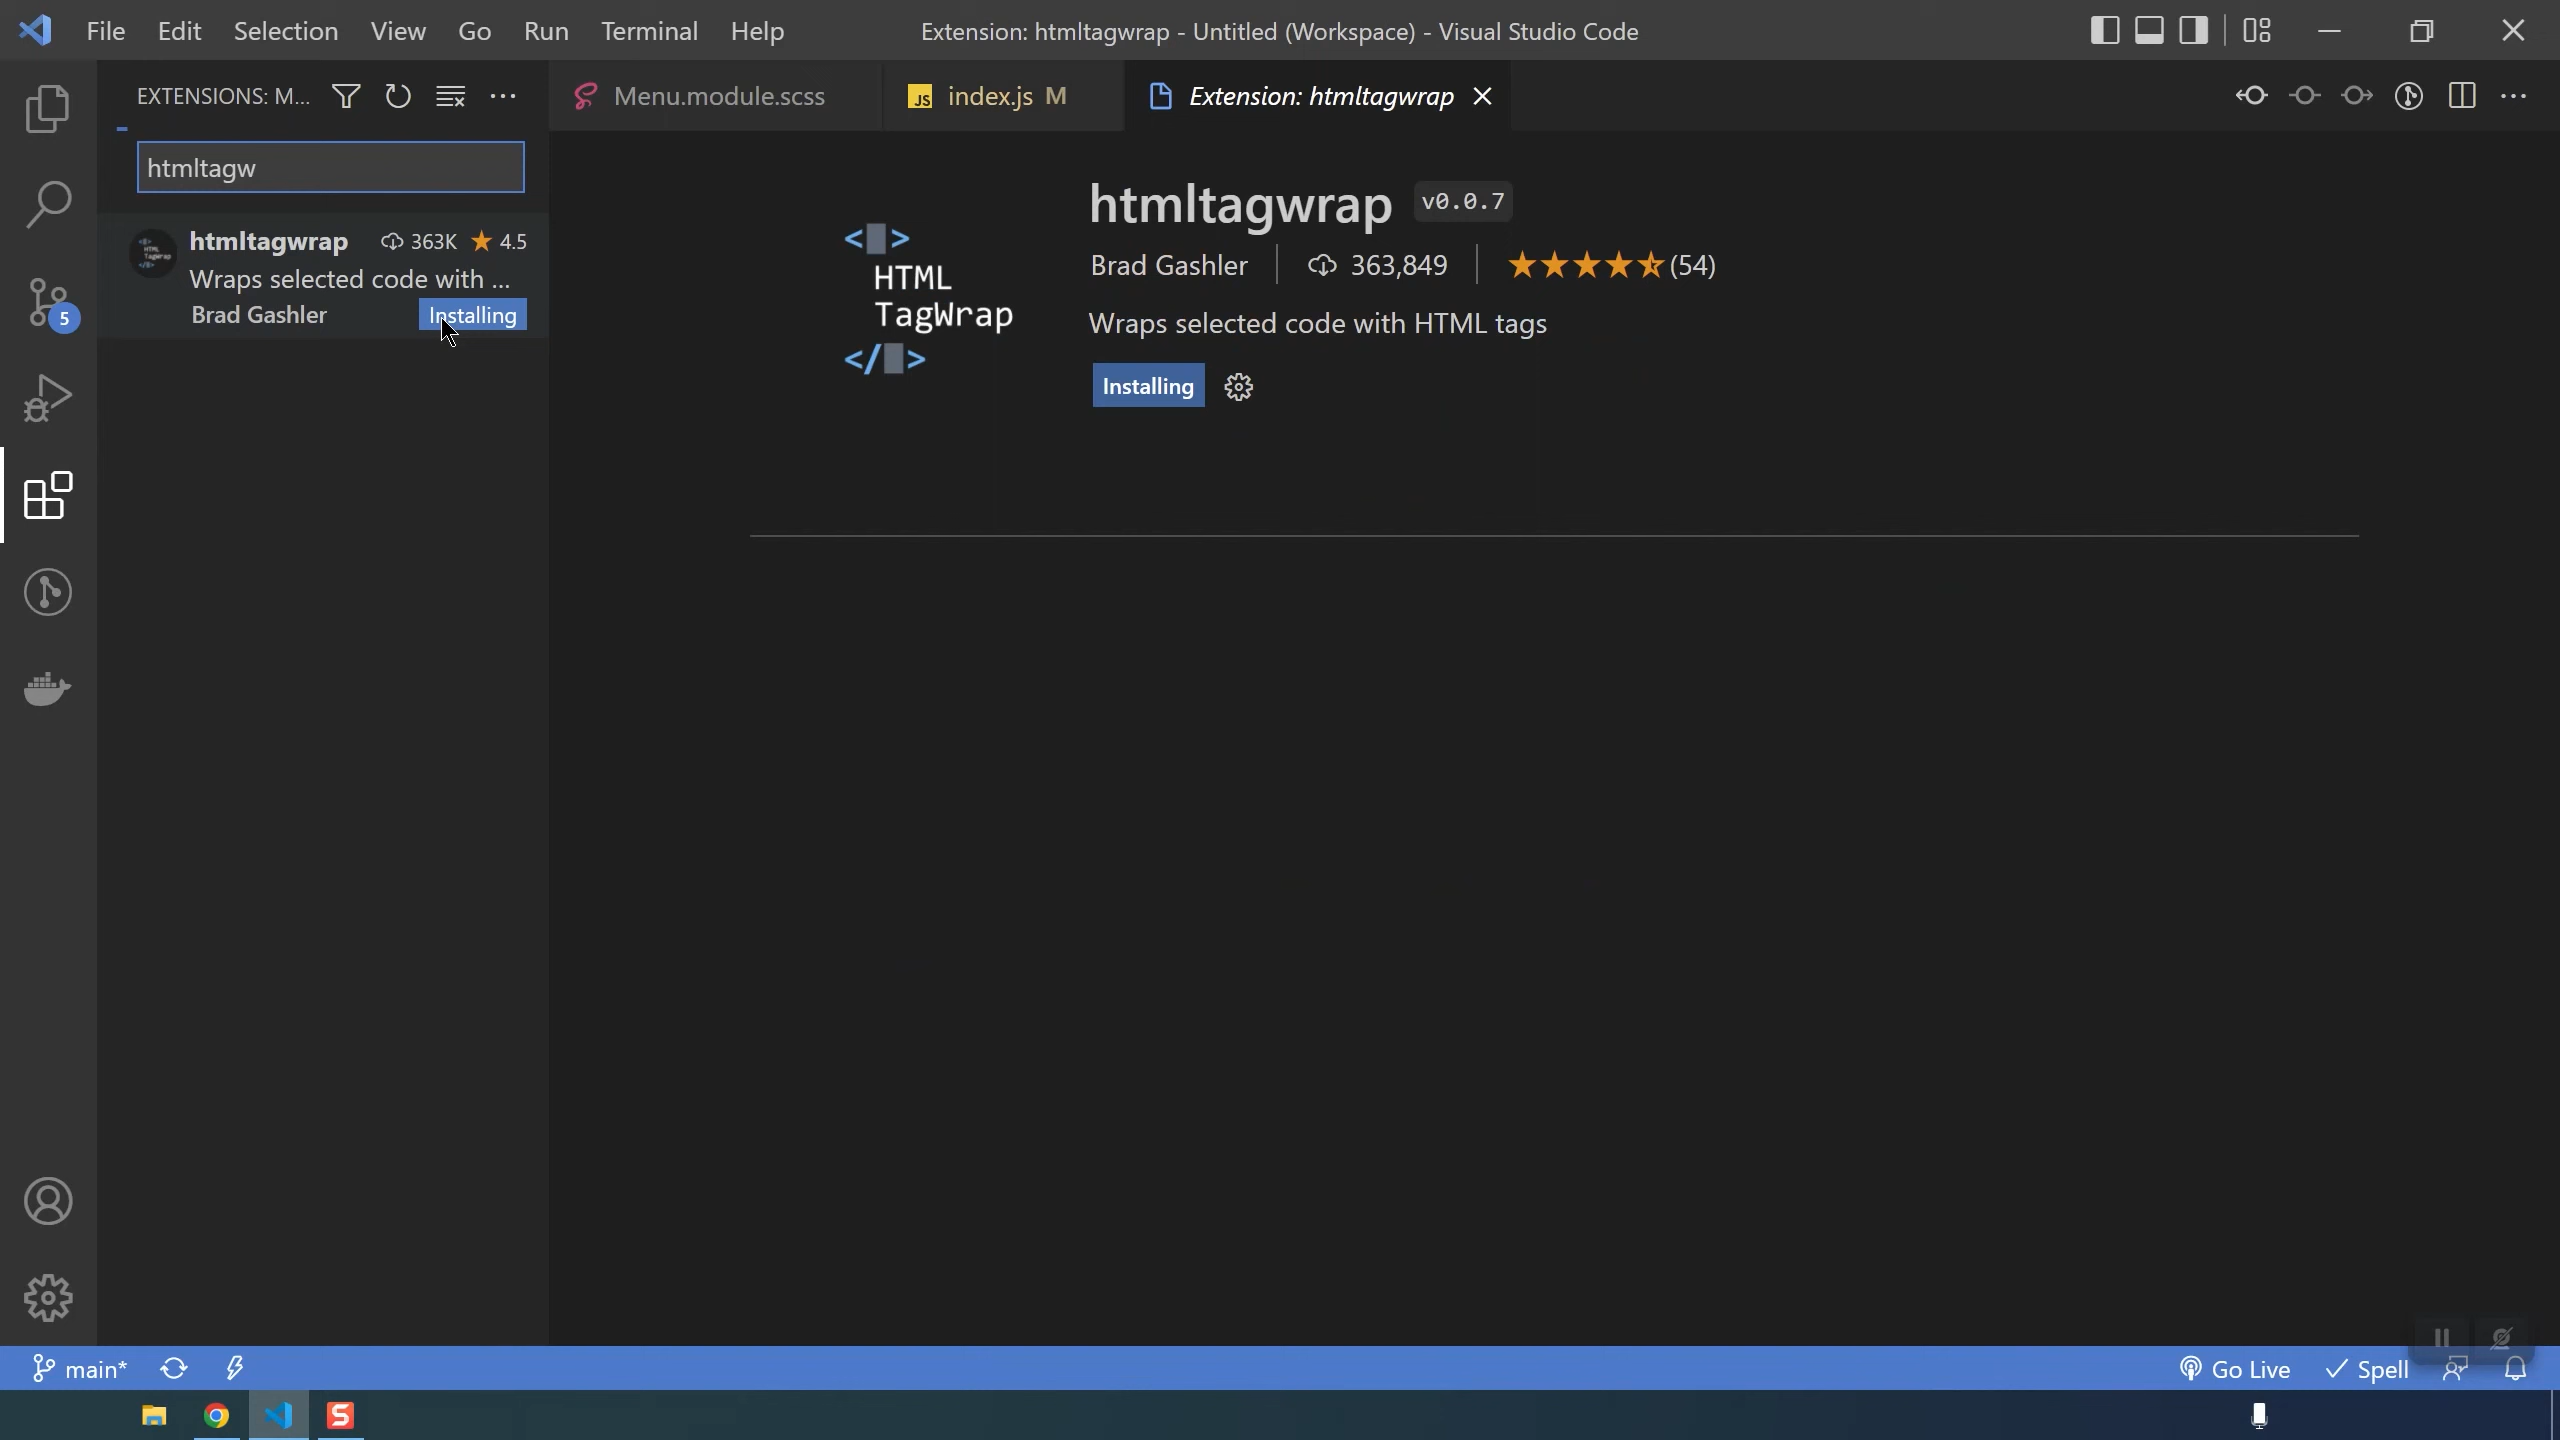 File Edit Selection View Go Run Terminal Help
Extension: htmltagwrap - Untitled (Workspace) - Visual Studio Code
EXTENSIONS: M...
Menu.module.scss
JS index.js M
Extension: htmltagwrap
htmltagw
htmltagwrap 363K 4.5
Wraps selected code with ...
Brad Gashler Installing
< >
HTML
TagWrap
</ >
htmltagwrap v0.0.7
Brad Gashler 363,849 (54)
Wraps selected code with HTML tags
Installing
5
main*
Go Live Spell
S